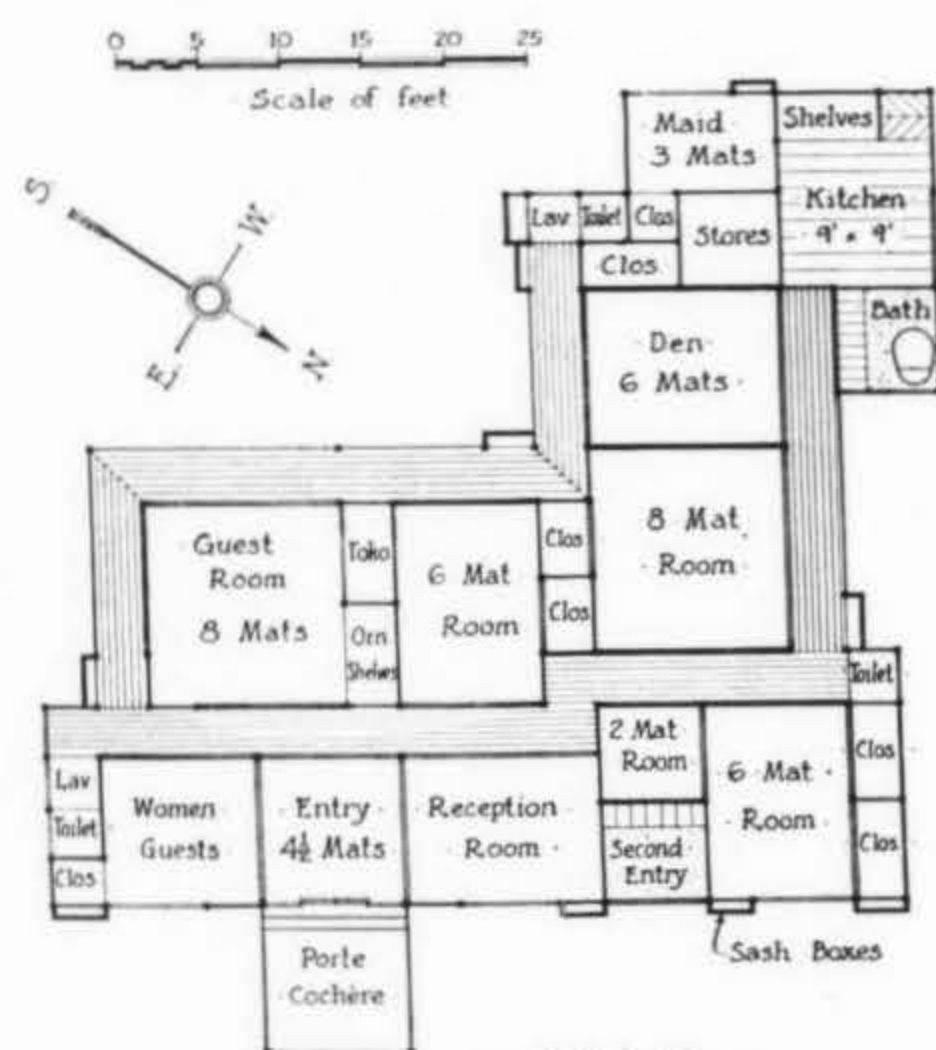 0 5 10 15 20 25
Scale of feet
S
W
E
N
Maid
3 Mats
Shelves
Kitchen
9' x 9'
Lav
Toilet
Clos
Stores
Clos
Bath
Den
6 Mats
8 Mat
Room
Guest
Room
8 Mats
Toko
Orn
Shelves
6 Mat
Room
Clos
Clos
Toilet
Lav
Toilet
Clos
Women
Guests
Entry
4½ Mats
Reception
Room
2 Mat
Room
Second
Entry
6 Mat
Room
Clos
Clos
Porte
Cochère
Sash Boxes